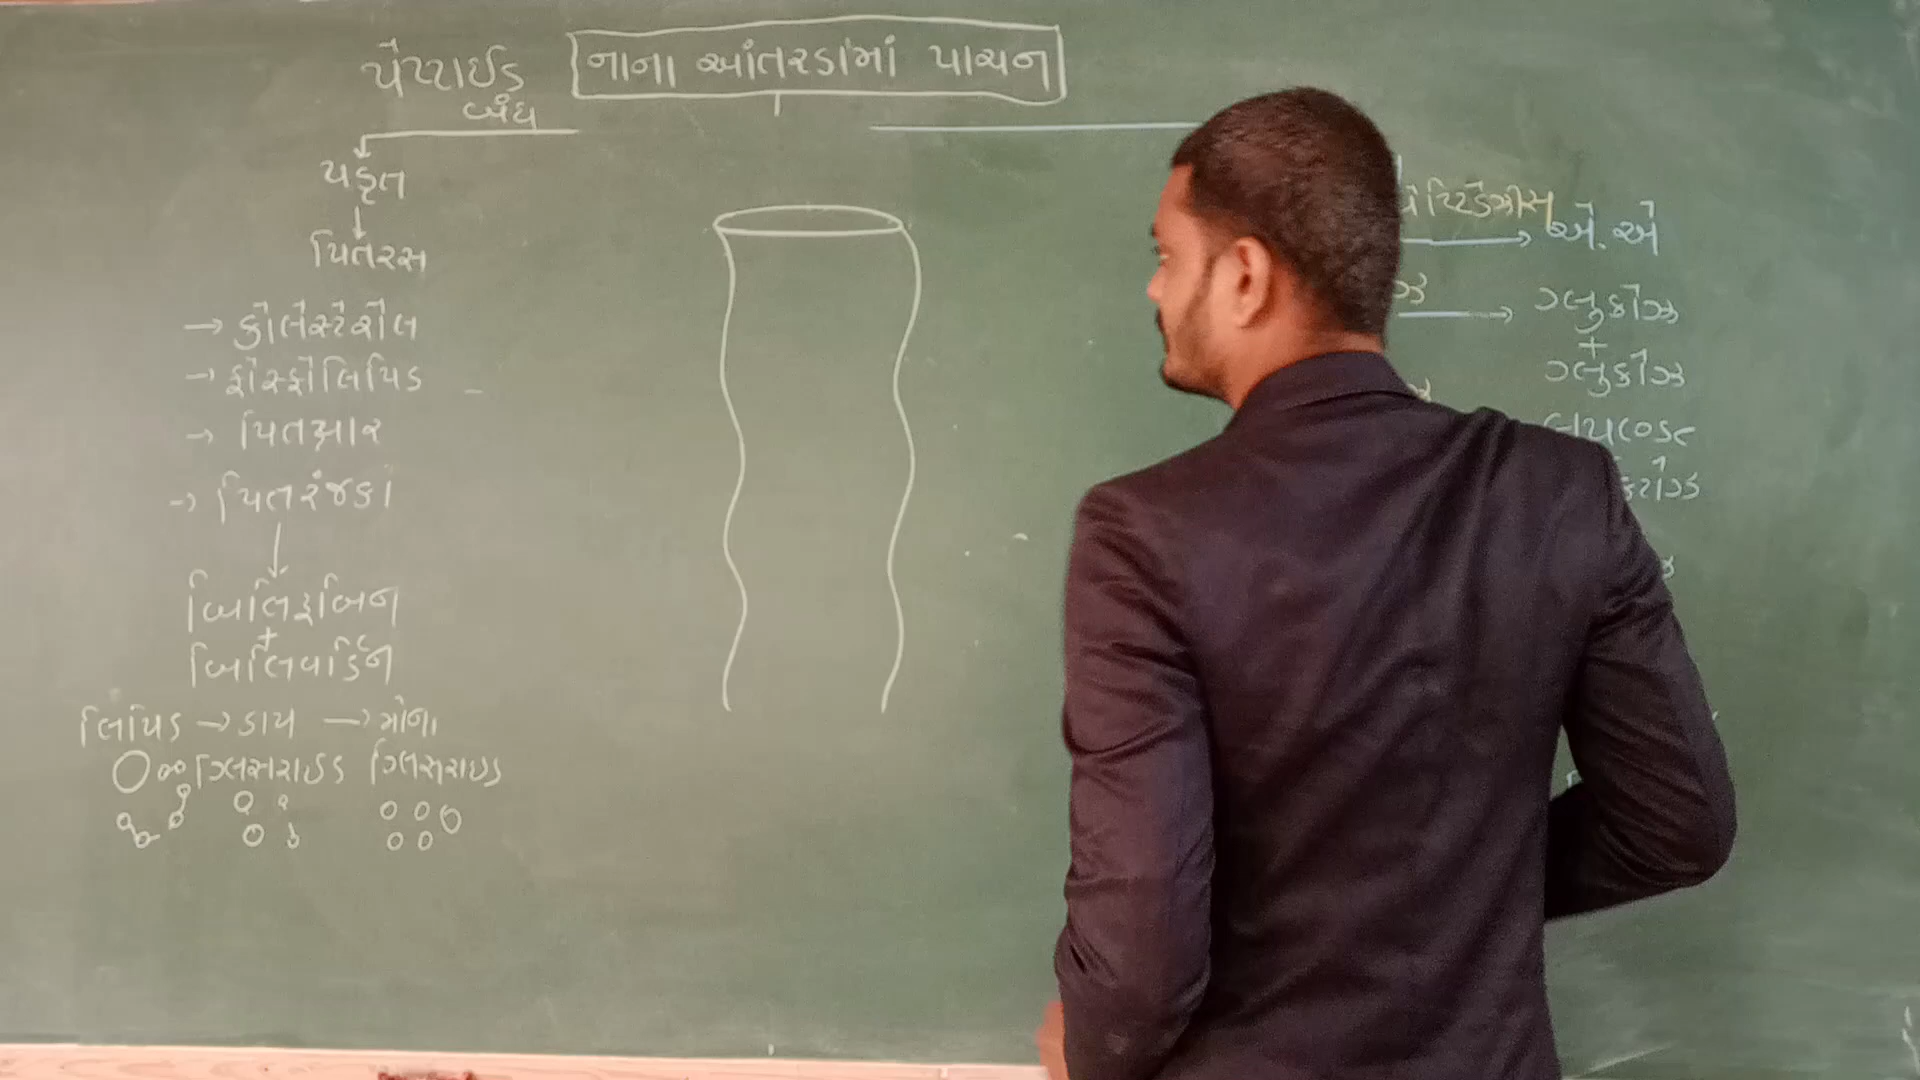 પેપ્ટાઈડ
બંધ
નાના આંતરડામાં પાચન
યકૃત
↓
પિતરસ
→ કોલેસ્ટેરોલ
→ ફોસ્ફોલિપિડ
→ પિતક્ષાર
→ પિતરંજકો
↓
બિલિરૂબિન
+
બિલિવર્ડિન
લિપિડ → ડાય → મોનો
ગ્લિસરાઇડ ગ્લિસરાઇડ
→ એ.એ
→ ગ્લુકોઝ
+
ગ્લુકોઝ